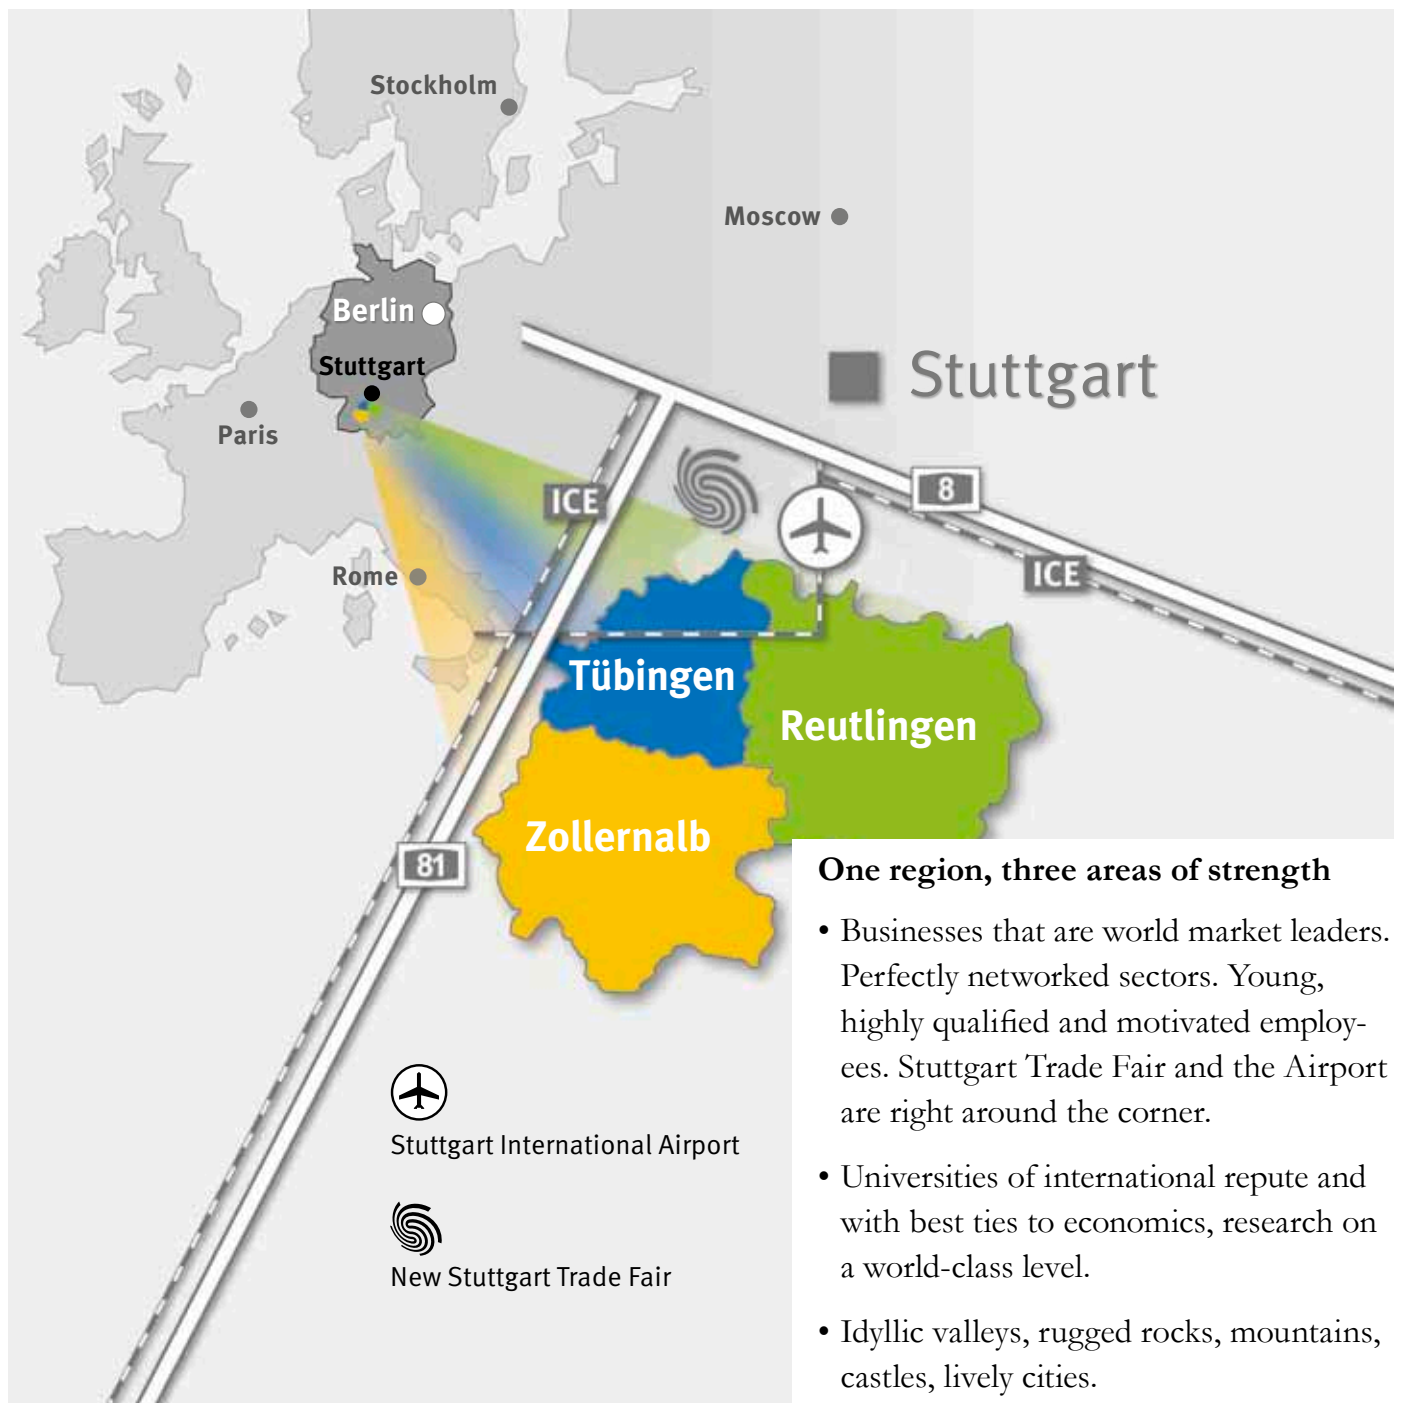 Stockholm
Moscow
Berlin
Stuttgart
Stuttgart
Paris
8
ICE
ICE
Rome
Tübingen
Reutlingen
Zollernalb
81
Stuttgart International Airport
New Stuttgart Trade Fair
One region, three areas of strength
• Businesses that are world market leaders.
Perfectly networked sectors. Young,
highly qualified and motivated employ-
ees. Stuttgart Trade Fair and the Airport
are right around the corner.
• Universities of international repute and
with best ties to economics, research on
a world-class level.
• Idyllic valleys, rugged rocks, mountains,
castles, lively cities.